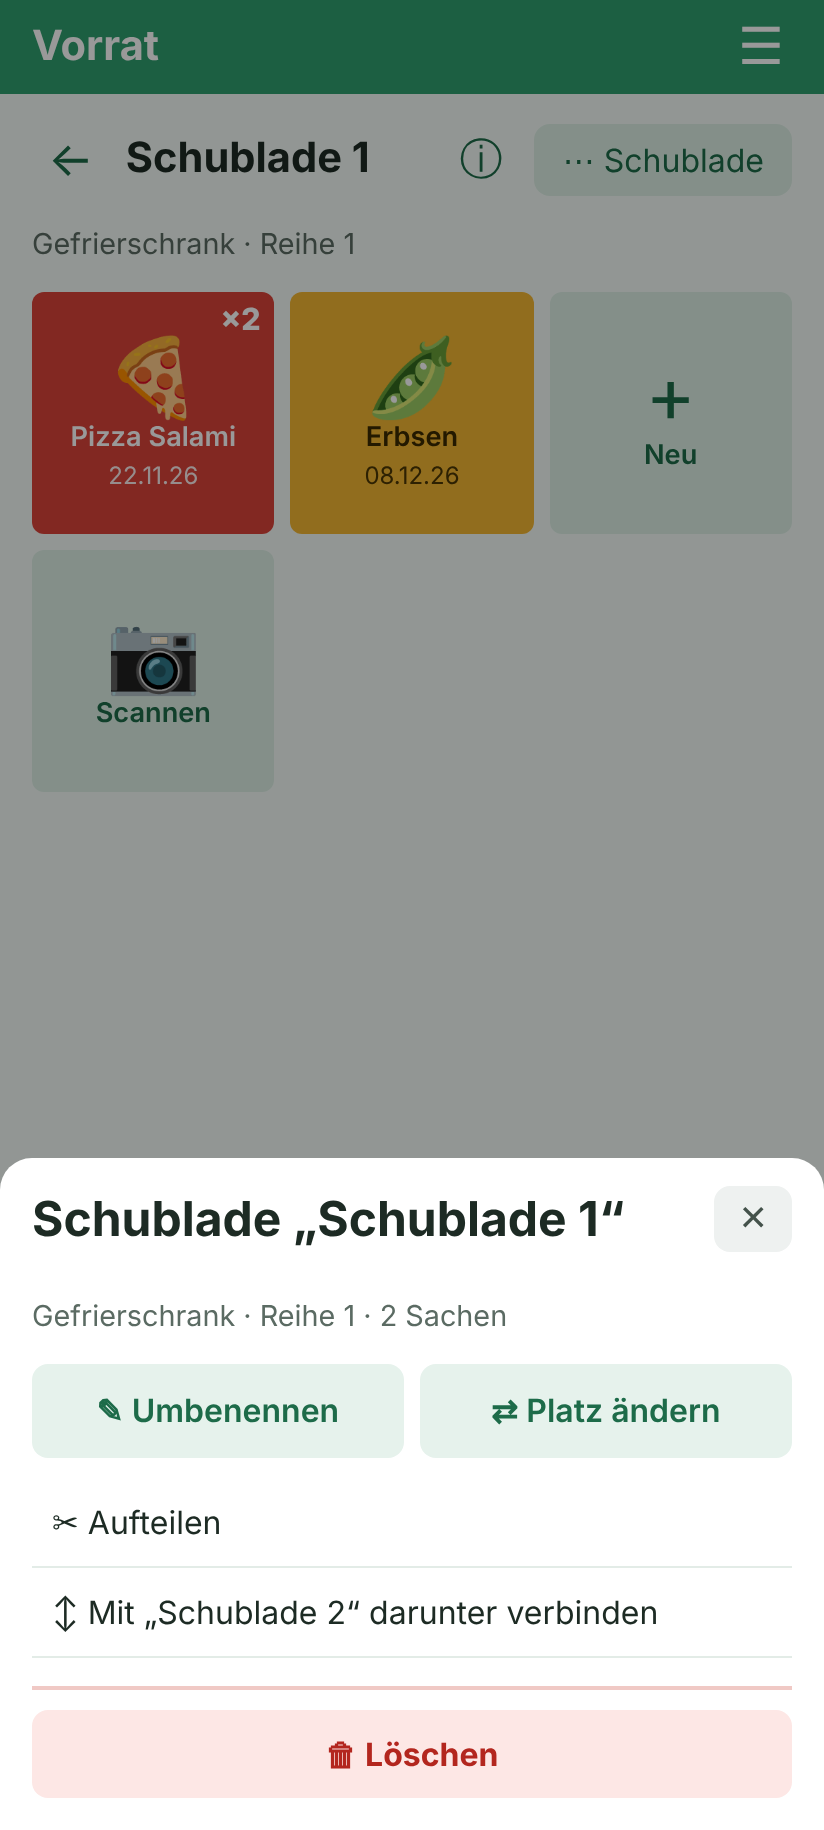 Vorrat
☰
← Schublade 1 ⓘ ⋯ Schublade
Gefrierschrank · Reihe 1
×2
Pizza Salami
22.11.26
Erbsen
08.12.26
+
Neu
Scannen
Schublade „Schublade 1“ ✕
Gefrierschrank · Reihe 1 · 2 Sachen
✎ Umbenennen
⇄ Platz ändern
✂ Aufteilen
↕ Mit „Schublade 2“ darunter verbinden
🗑 Löschen